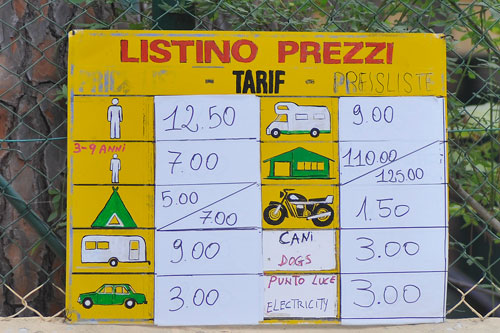 LISTINO PREZZI
- TARIF - PREISLISTE
12.50 9.00
3-9 ANNI 7.00 110.00/125.00
5.00/7.00 1.50
9.00 CANI DOGS 3.00
3.00 PUNTO LUCE ELECTRICITY 3.00